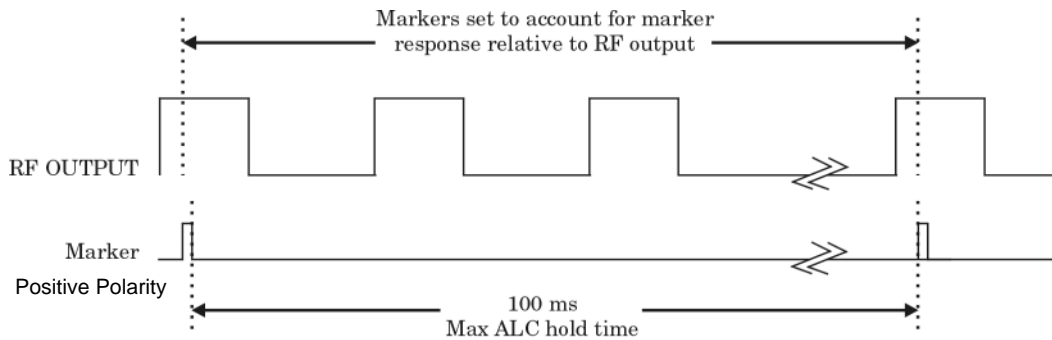 Markers set to account for marker
response relative to RF output
RF OUTPUT
Marker
Positive Polarity
100 ms
Max ALC hold time